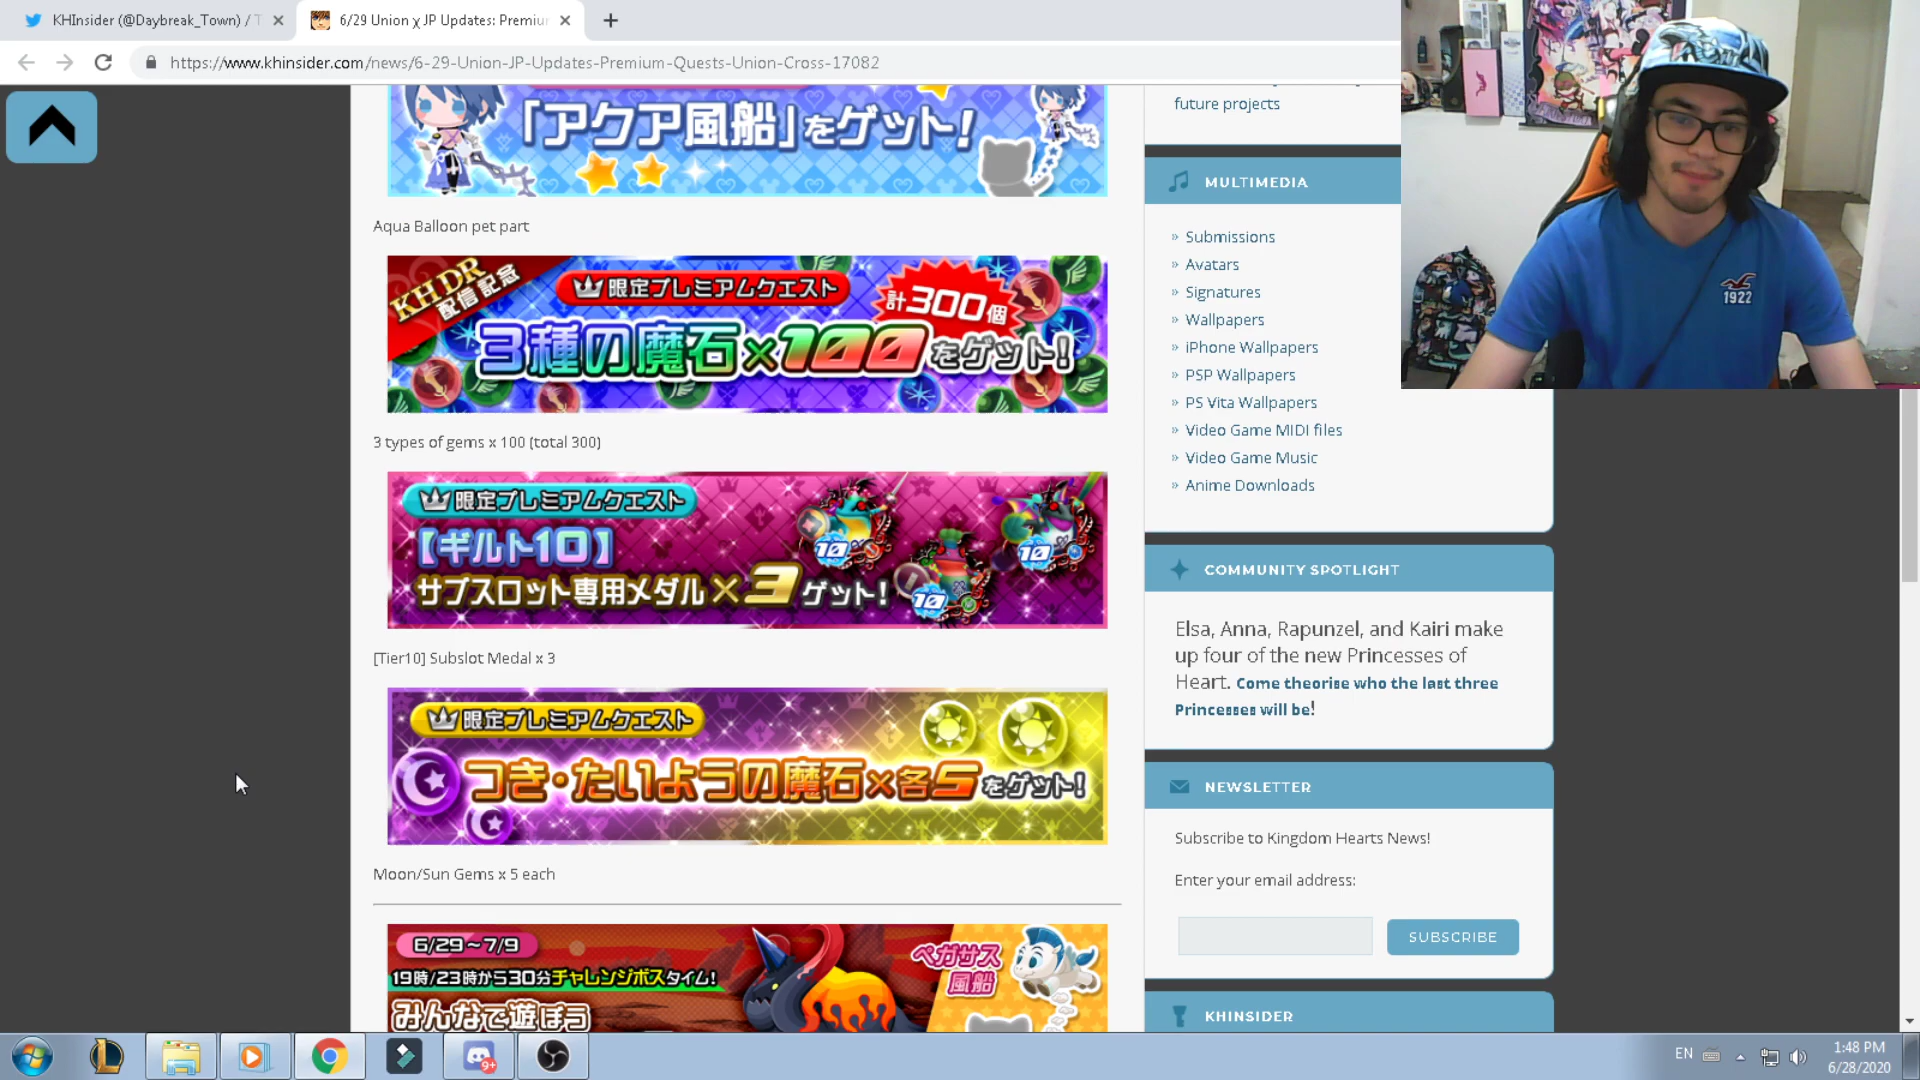 KHInsider (@Daybreak_Town) / T
6/29 Union χ JP Updates: Premiu
https://www.khinsider.com/news/6-29-Union-JP-Updates-Premium-Quests-Union-Cross-17082
「アクア風船」をゲット!
Aqua Balloon pet part
KHDR
配信記念
限定プレミアムクエスト
計300個
3種の魔石×100をゲット!
3 types of gems x 100 (total 300)
限定プレミアムクエスト
【ギルト10】
サブスロット専用メダル×3ゲット!
10
10
10
[Tier10] Subslot Medal x 3
限定プレミアムクエスト
つき・たいようの魔石×各5をゲット!
Moon/Sun Gems x 5 each
6/29~7/9
19時/23時から30分チャレンジボスタイム!
みんなで遊ぼう
ペガサス
風船
future projects
MULTIMEDIA
» Submissions
» Avatars
» Signatures
» Wallpapers
» iPhone Wallpapers
» PSP Wallpapers
» PS Vita Wallpapers
» Video Game MIDI files
» Video Game Music
» Anime Downloads
COMMUNITY SPOTLIGHT
Elsa, Anna, Rapunzel, and Kairi make
up four of the new Princesses of
Heart. Come theorise who the last three
Princesses will be!
NEWSLETTER
Subscribe to Kingdom Hearts News!
Enter your email address:
SUBSCRIBE
KHINSIDER
1922
9+
EN
1:48 PM
6/28/2020